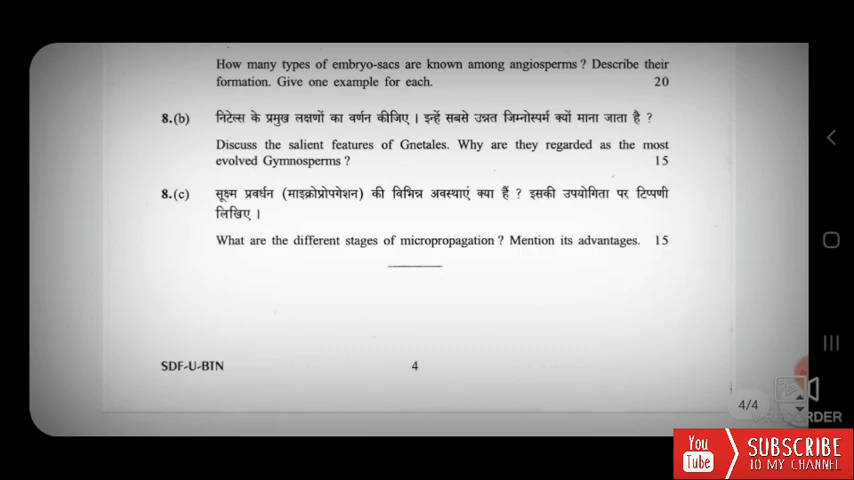 How many types of embryo-sacs are known among angiosperms ? Describe their
formation. Give one example for each. 20
8.(b) निटेल्स के प्रमुख लक्षणों का वर्णन कीजिए । इन्हें सबसे उन्नत जिम्नोस्पर्म क्यों माना जाता है ?
Discuss the salient features of Gnetales. Why are they regarded as the most
evolved Gymnosperms ? 15
8.(c) सूक्ष्म प्रवर्धन (माइक्रोप्रोपगेशन) की विभिन्न अवस्थाएं क्या हैं ? इसकी उपयोगिता पर टिप्पणी
लिखिए ।
What are the different stages of micropropagation ? Mention its advantages. 15
SDF-U-BTN 4
4/4
You Tube SUBSCRIBE
TO MY CHANNEL